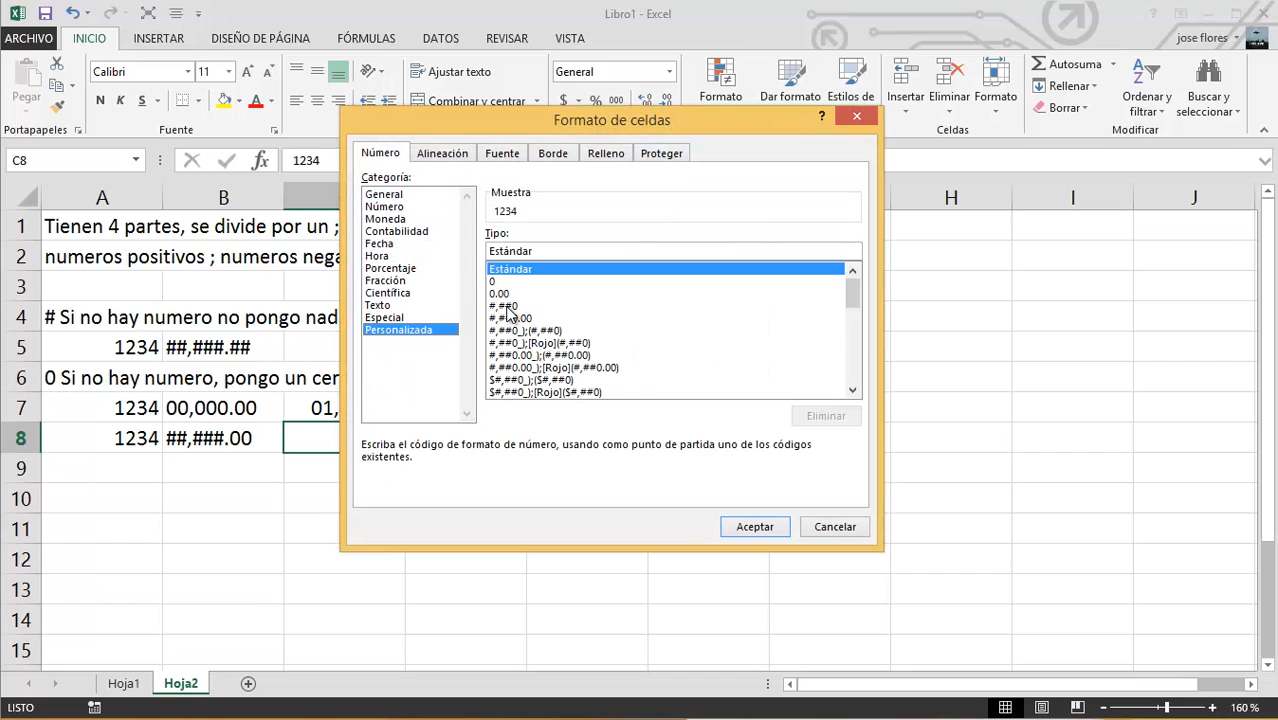 Libro1 - Excel
ARCHIVO INICIO INSERTAR DISEÑO DE PÁGINA FÓRMULAS DATOS REVISAR VISTA jose flores
Pegar
Calibri 11
N K S
Ajustar texto
Combinar y centrar
General
$ % 000
Formato Dar formato Estilos de
Insertar Eliminar Formato
Autosuma
Rellenar
Borrar
Ordenar y filtrar
Buscar y seleccionar
Portapapeles Fuente Celdas Modificar
C8 fx 1234
A B H I J
1 Tienen 4 partes, se divide por un ;
2 numeros positivos ; numeros nega
3
4 # Si no hay numero no pongo nad
5 1234 ##,###.##
6 0 Si no hay numero, pongo un cer
7 1234 00,000.00 01,
8 1234 ##,###.00
9
10
11
12
13
14
15
Formato de celdas ?
Número Alineación Fuente Borde Relleno Proteger
Categoría:
General
Número
Moneda
Contabilidad
Fecha
Hora
Porcentaje
Fracción
Científica
Texto
Especial
Personalizada
Muestra
1234
Tipo:
Estándar
Estándar
0
0.00
#,##0
#,##0.00
#,##0_);(#,##0)
#,##0_);[Rojo](#,##0)
#,##0.00_);(#,##0.00)
#,##0.00_);[Rojo](#,##0.00)
$#,##0_);($#,##0)
$#,##0_);[Rojo]($#,##0)
Eliminar
Escriba el código de formato de número, usando como punto de partida uno de los códigos
existentes.
Aceptar Cancelar
Hoja1 Hoja2
LISTO 160 %